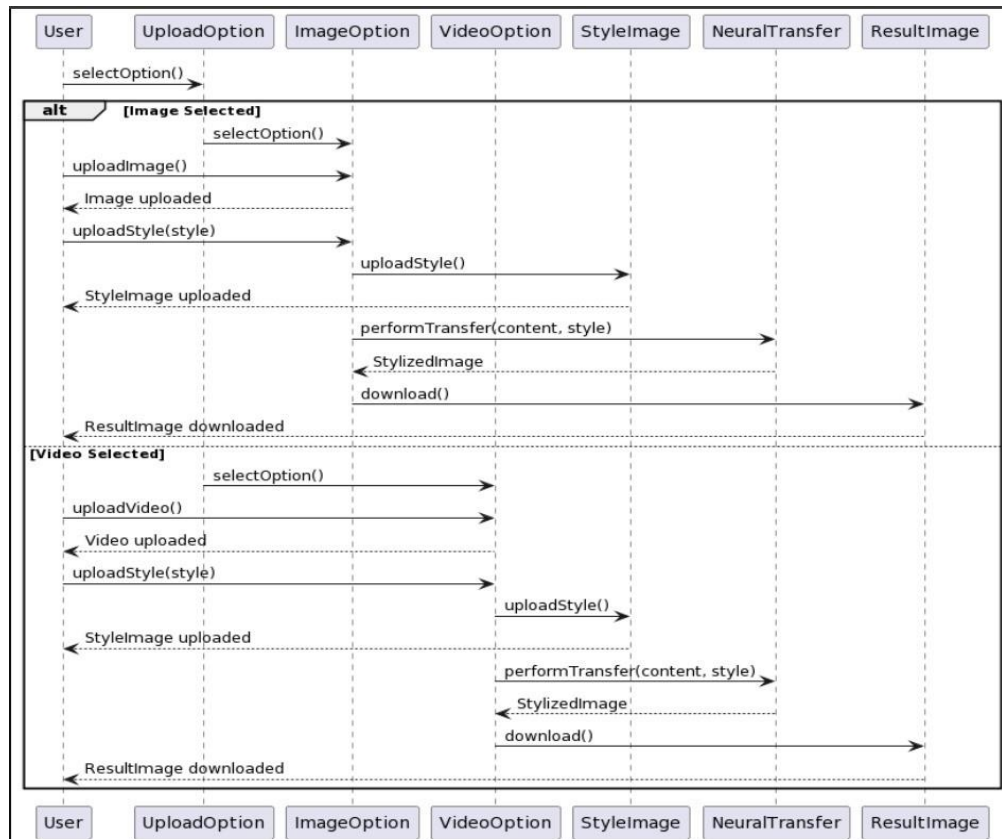 User UploadOption ImageOption VideoOption StyleImage NeuralTransfer ResultImage
selectOption()
alt [Image Selected]
selectOption()
uploadImage()
Image uploaded
uploadStyle(style)
uploadStyle()
StyleImage uploaded
performTransfer(content, style)
StylizedImage
download()
ResultImage downloaded
[Video Selected]
selectOption()
uploadVideo()
Video uploaded
uploadStyle(style)
uploadStyle()
StyleImage uploaded
performTransfer(content, style)
StylizedImage
download()
ResultImage downloaded
User UploadOption ImageOption VideoOption StyleImage NeuralTransfer ResultImage